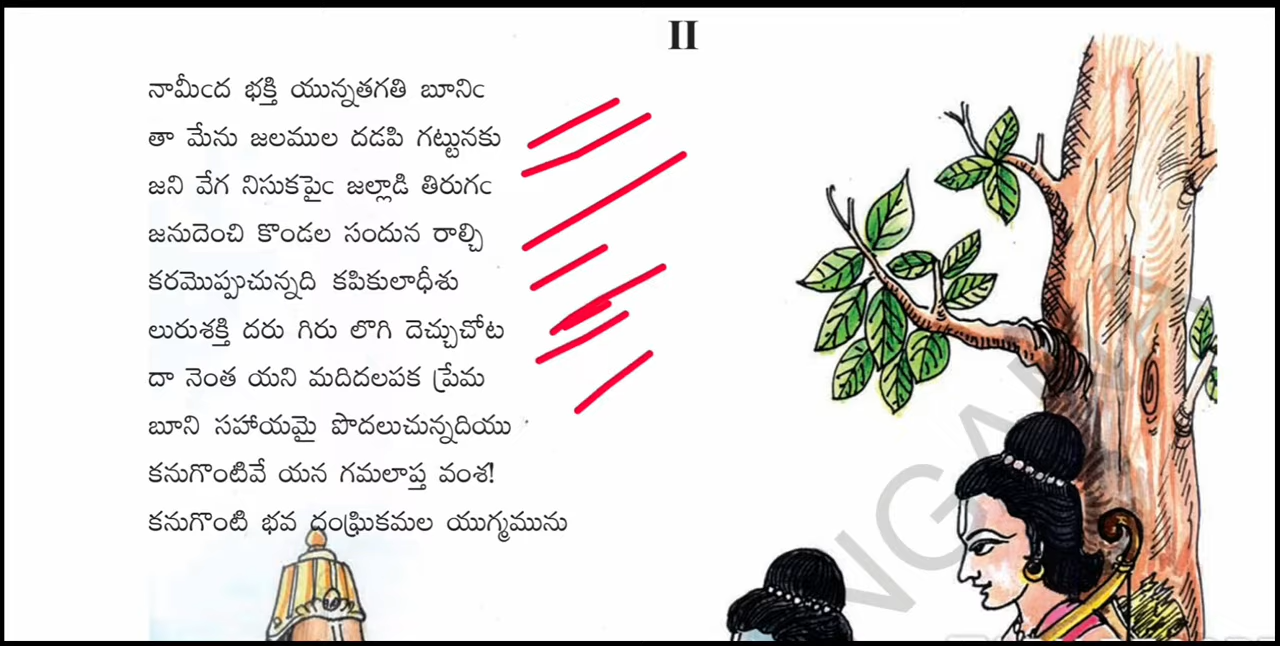 II
నామీఁద భక్తి యున్నతగతి బూనిఁ
తా మేను జలముల దడపి గట్టునకు
జని వేగ నిసుకపైఁ జల్లాడి తిరుగఁ
జనుదెంచి కొండల సందున రాల్చి
కరమొప్పుచున్నది కపికులాధీశు
లురుశక్తి దరు గిరు లొగి దెచ్చుచోట
దా నెంత యని మదిదలపక ప్రేమ
బూని సహాయమై పొదలుచున్నదియు
కనుగొంటివే యన గమలాప్త వంశ!
కనుగొంటి భవ దంఘ్రికమల యుగ్మమును